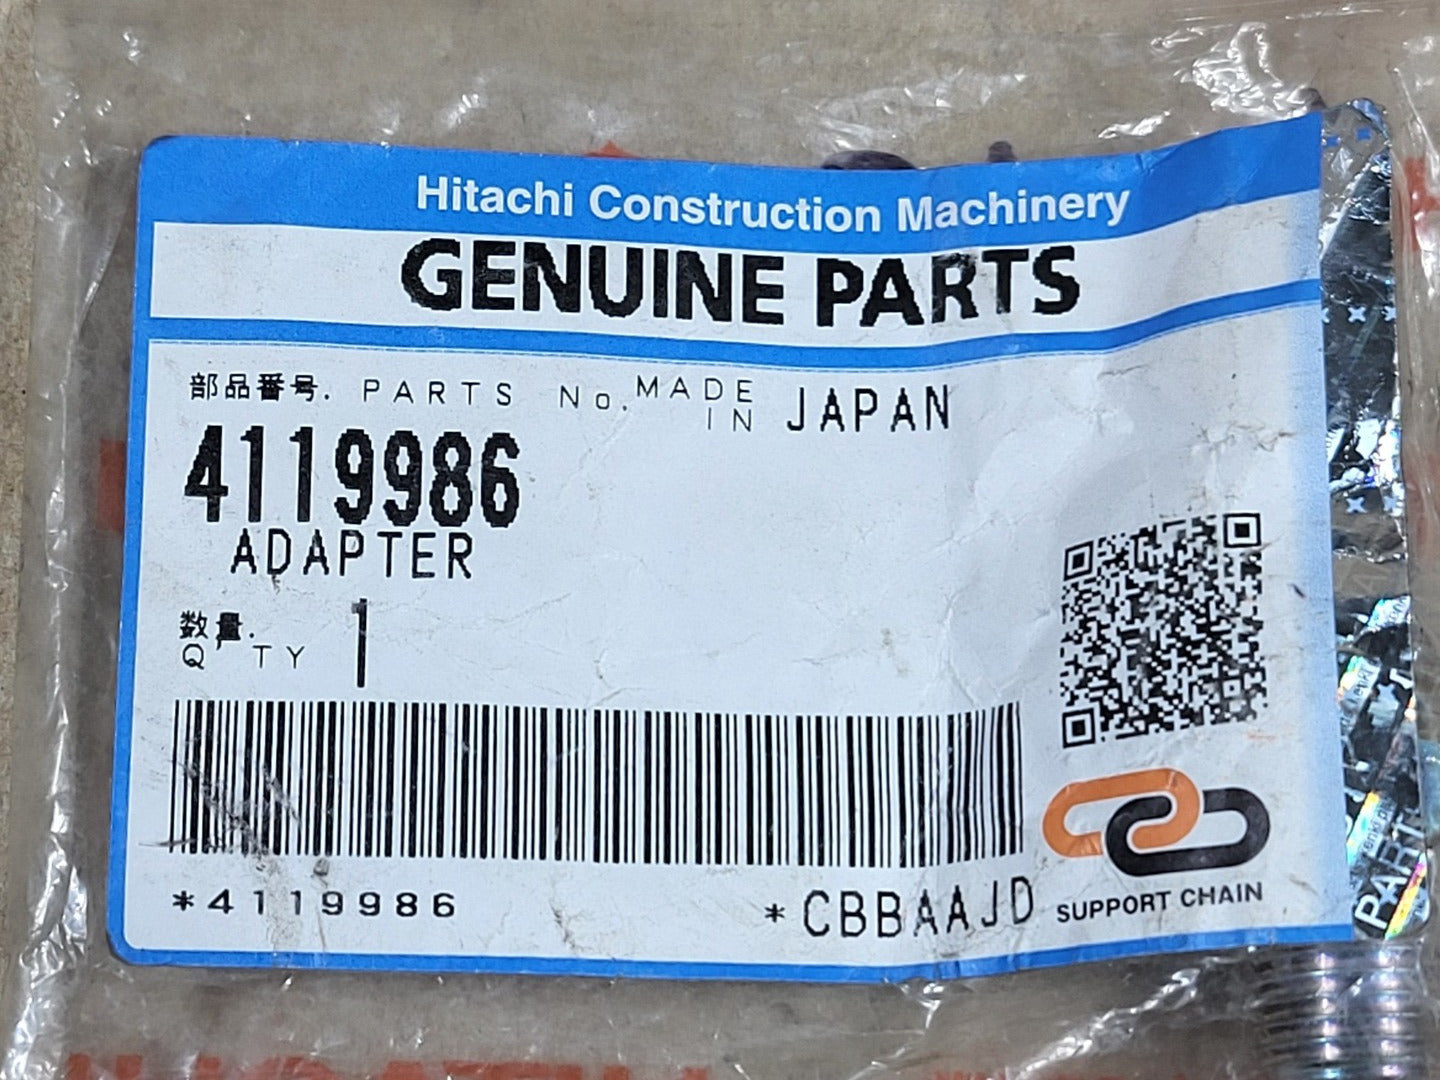 Hitachi Construction Machinery
GENUINE PARTS
部品番号. PARTS No. MADE IN JAPAN
4119986
ADAPTER
数量.
Q'TY 1
*4119986
*CBBAAJD
SUPPORT CHAIN
PART